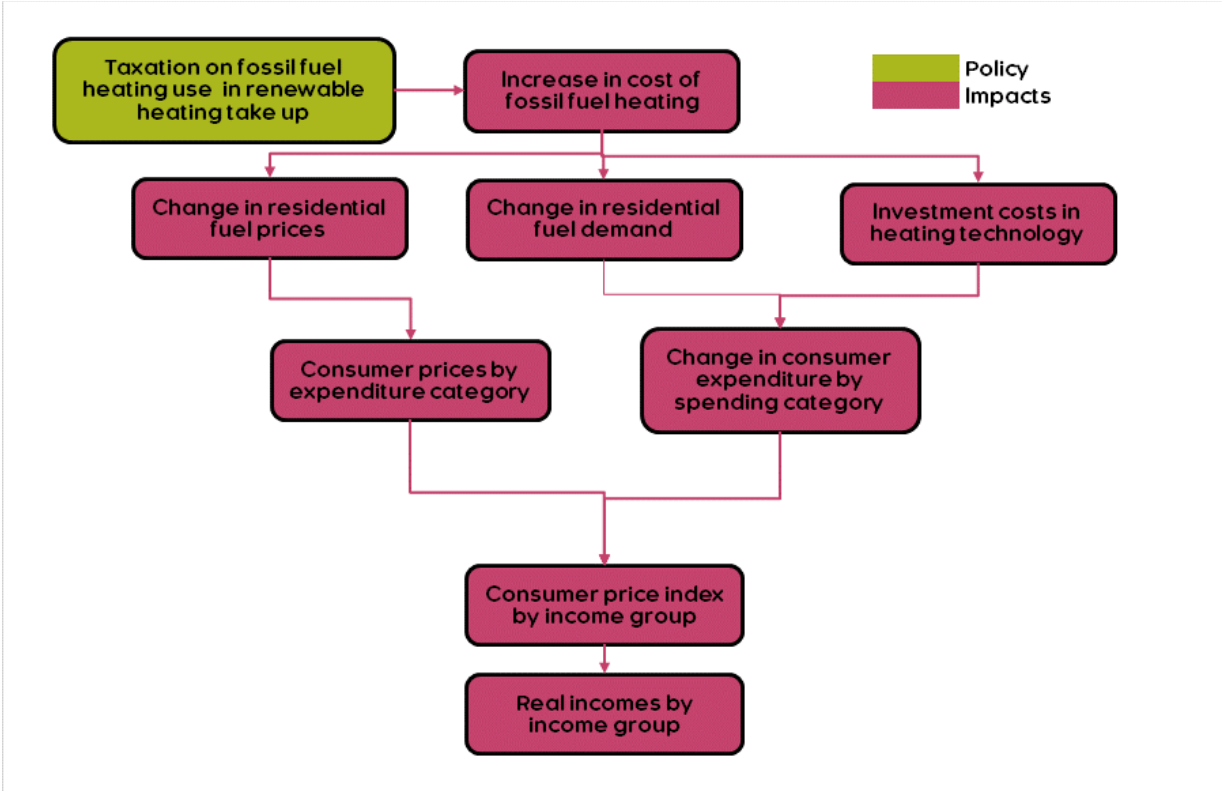 Taxation on fossil fuel
heating use in renewable
heating take up
Increase in cost of
fossil fuel heating
Policy
Impacts
Change in residential
fuel prices
Change in residential
fuel demand
Investment costs in
heating technology
Consumer prices by
expenditure category
Change in consumer
expenditure by
spending category
Consumer price index
by income group
Real incomes by
income group